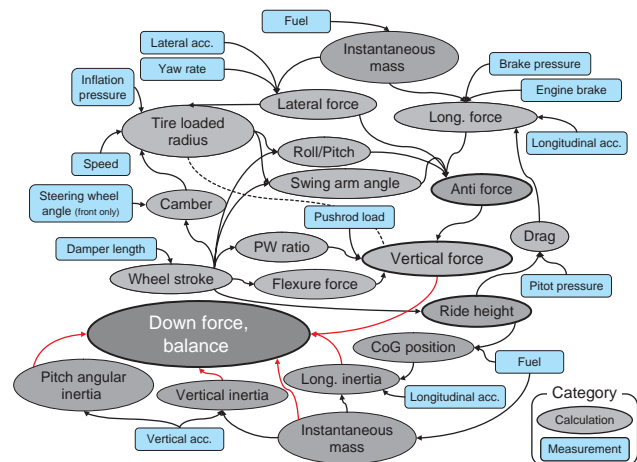 Fuel
Lateral acc.
Instantaneous
mass
Yaw rate
Brake pressure
Inflation
pressure
Engine brake
Lateral force
Long. force
Tire loaded
radius
Longitudinal acc.
Roll/Pitch
Speed
Swing arm angle
Anti force
Steering wheel
angle (front only)
Camber
Pushrod load
Drag
Damper length
PW ratio
Vertical force
Wheel stroke
Flexure force
Pitot pressure
Ride height
Down force,
balance
CoG position
Fuel
Pitch angular
inertia
Long. inertia
Vertical inertia
Longitudinal acc.
Category
Calculation
Vertical acc.
Instantaneous
mass
Measurement